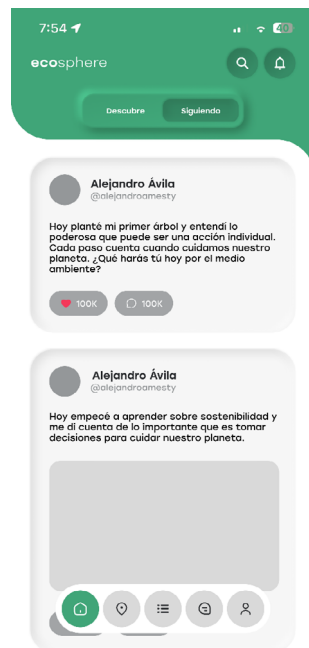 7:54
40
ecosphere
Descubre
Siguiendo
Alejandro Ávila
@alejandroamesty
Hoy planté mi primer árbol y entendí lo
poderosa que puede ser una acción individual.
Cada paso cuenta cuando cuidamos nuestro
planeta. ¿Qué harás tú hoy por el medio
ambiente?
100K
100K
Alejandro Ávila
@alejandroamesty
Hoy empecé a aprender sobre sostenibilidad y
me di cuenta de lo importante que es tomar
decisiones para cuidar nuestro planeta.